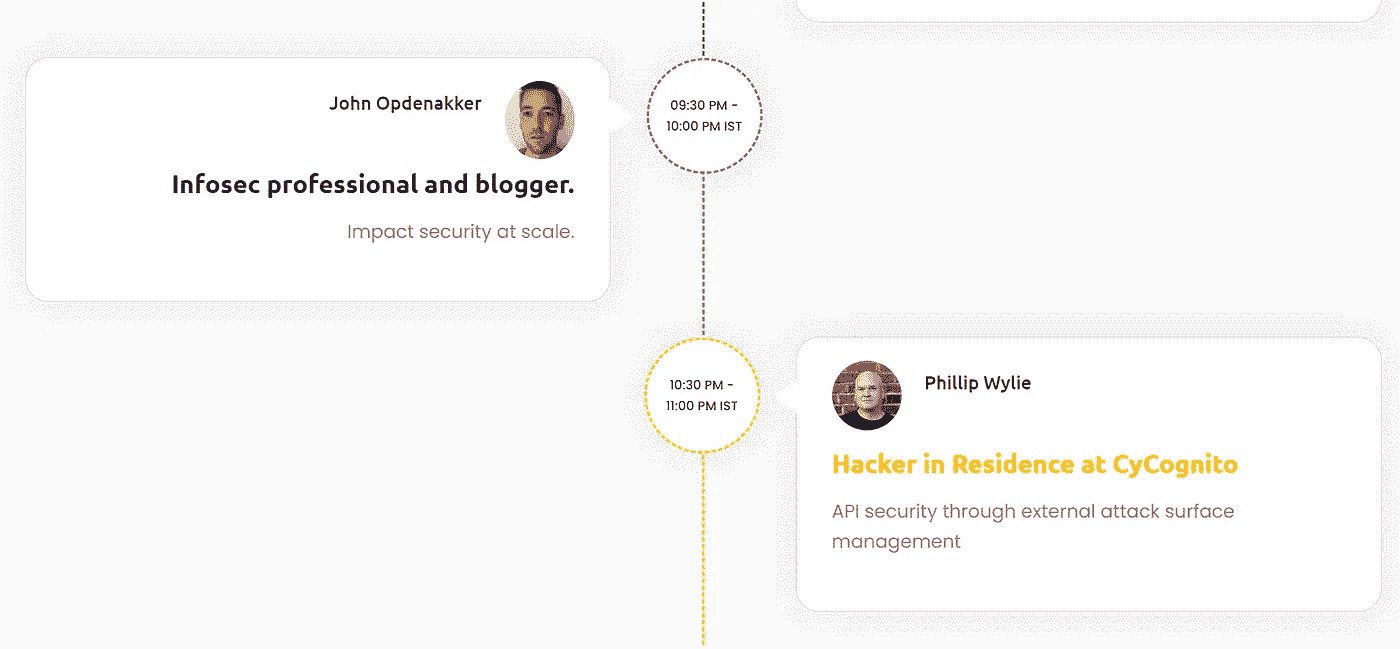 John Opdenakker
09:30 PM -
10:00 PM IST
Infosec professional and blogger.
Impact security at scale.
10:30 PM -
11:00 PM IST
Phillip Wylie
Hacker in Residence at CyCognito
API security through external attack surface
management